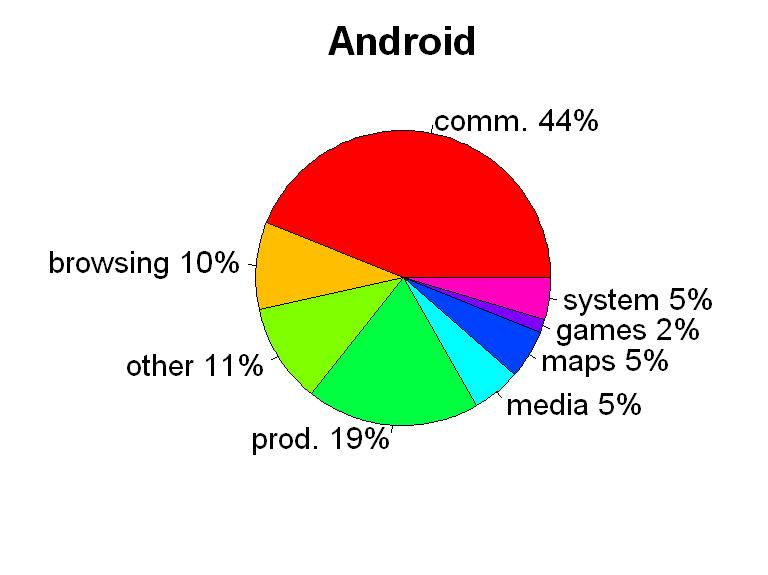 Android
comm. 44%
browsing 10%
system 5%
games 2%
maps 5%
other 11%
media 5%
prod. 19%